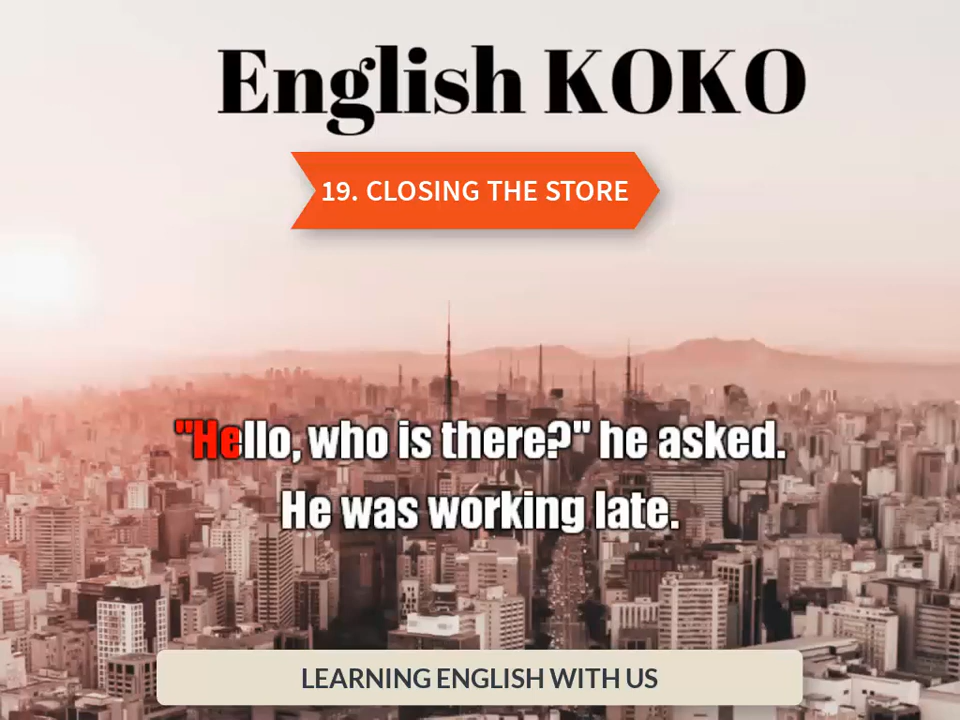 English KOKO
19. CLOSING THE STORE
"Hello, who is there?" he asked.
He was working late.
LEARNING ENGLISH WITH US